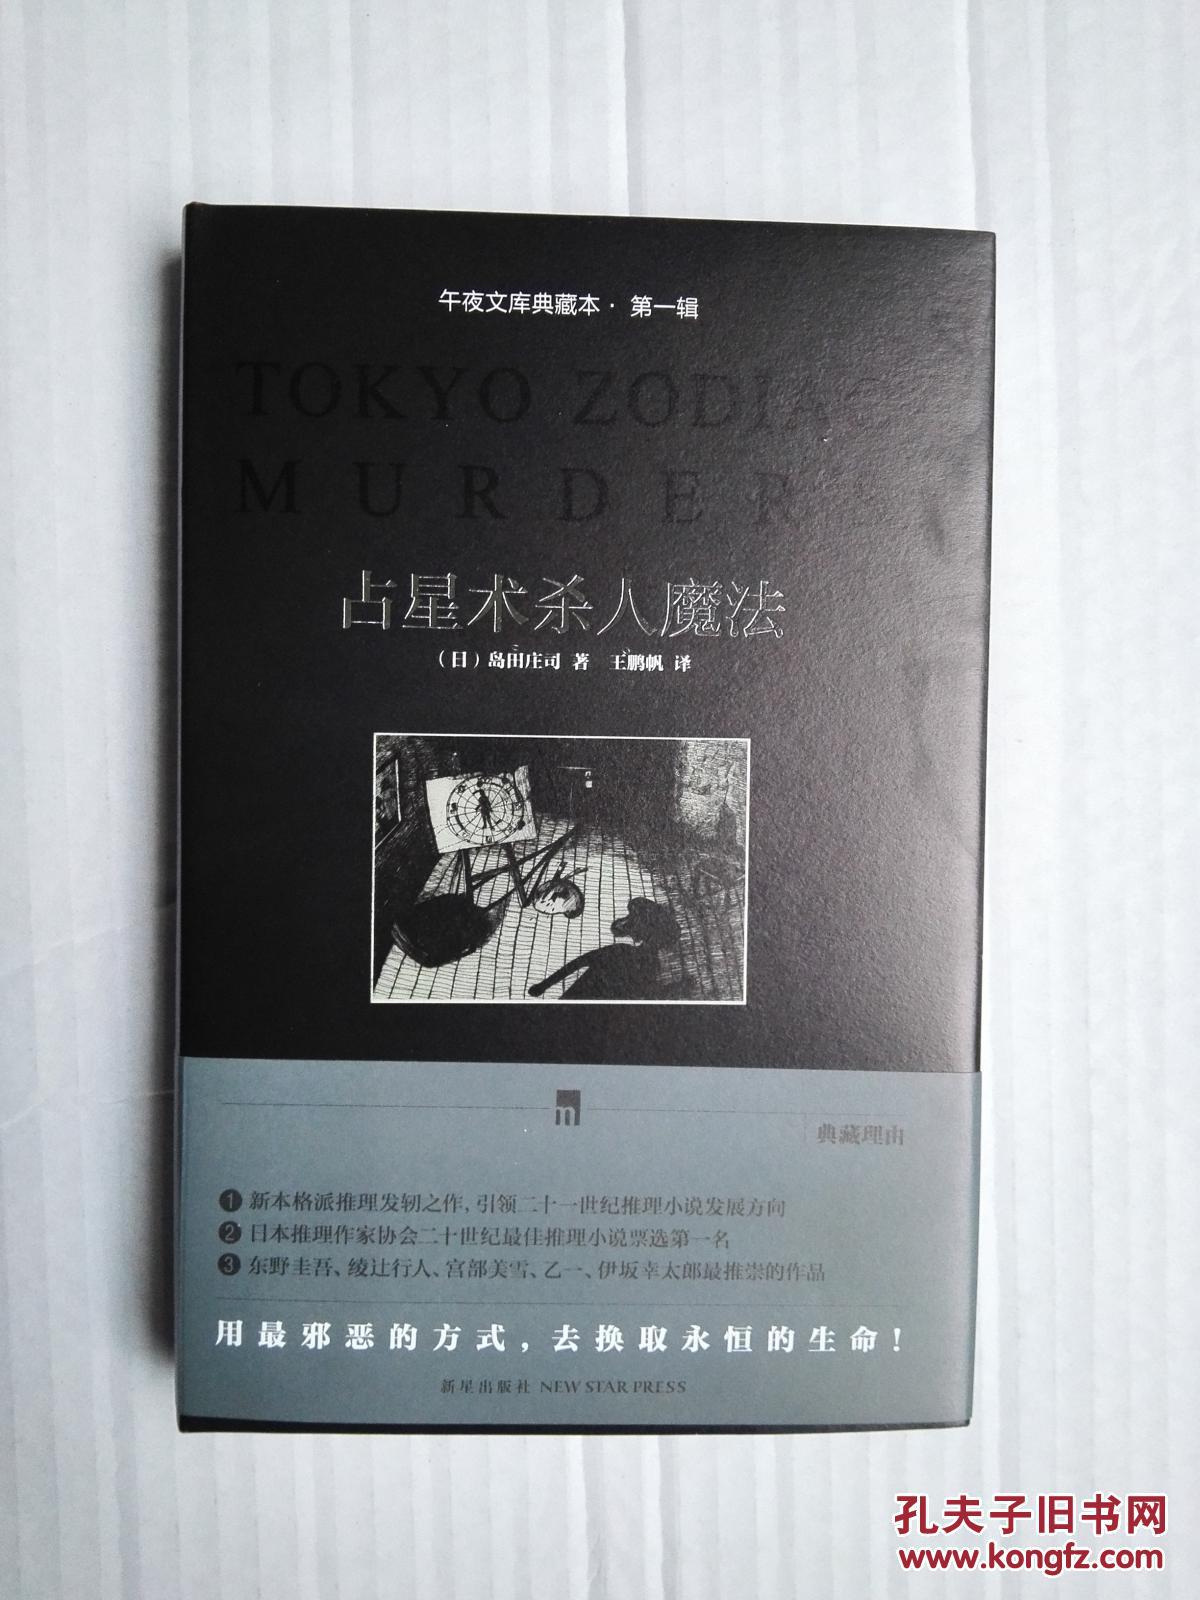 午夜文库典藏本·第一辑
TOKYO ZODIAC
MURDERS
占星术杀人魔法
（日）岛田庄司 著 王鹏帆 译
m
典藏理由
1 新本格派推理发轫之作，引领二十一世纪推理小说发展方向
2 日本推理作家协会二十世纪最佳推理小说票选第一名
3 东野圭吾、绫辻行人、宫部美雪、乙一、伊坂幸太郎最推崇的作品
用最邪恶的方式，去换取永恒的生命！
新星出版社 NEW STAR PRESS
孔夫子旧书网
www.kongfz.com